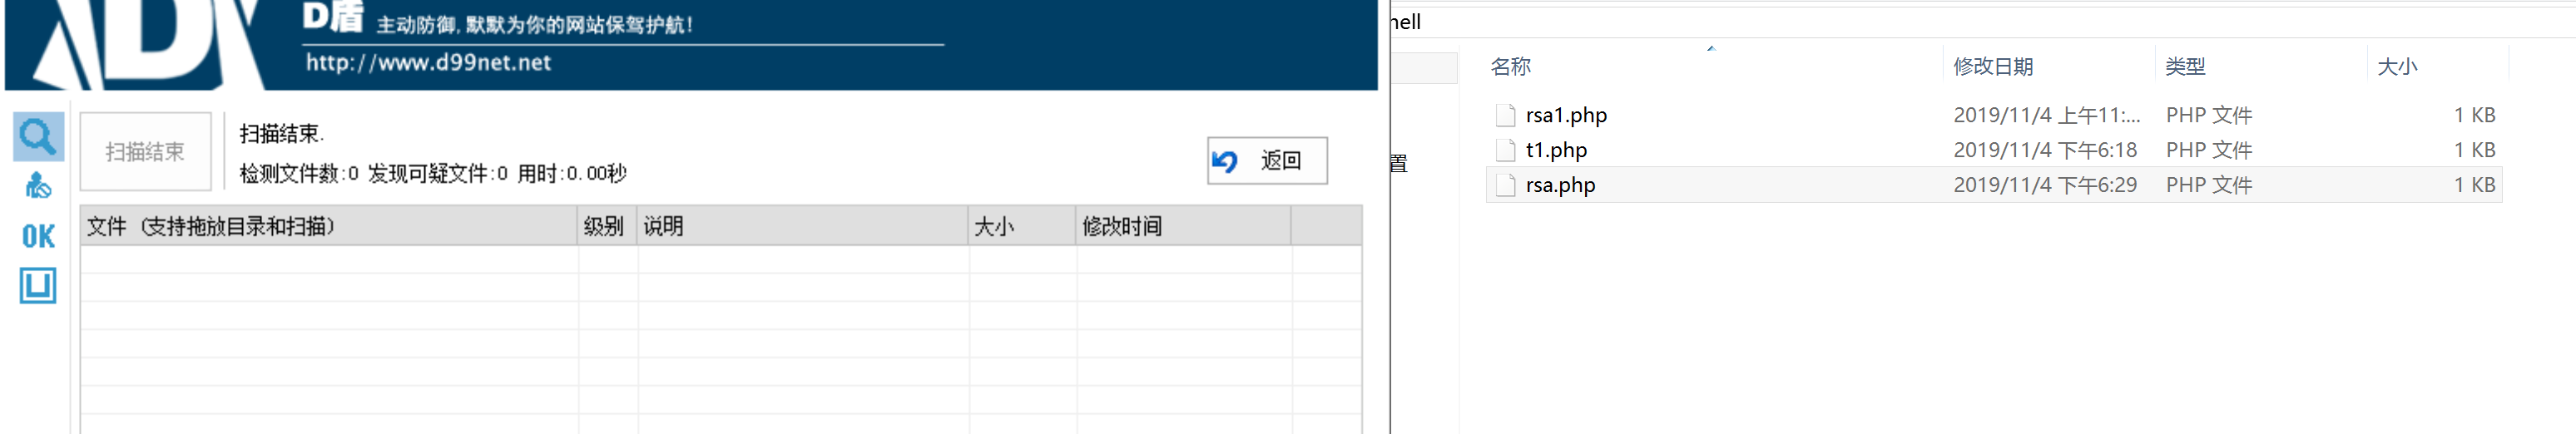 D盾 主动防御,默默为你的网站保驾护航!
http://www.d99net.net
扫描结束
扫描结束.
检测文件数:0 发现可疑文件:0 用时:0.00秒
返回
OK
文件 (支持拖放目录和扫描) 级别 说明 大小 修改时间
hell
置
名称 修改日期 类型 大小
rsa1.php 2019/11/4 上午11:... PHP 文件 1 KB
t1.php 2019/11/4 下午6:18 PHP 文件 1 KB
rsa.php 2019/11/4 下午6:29 PHP 文件 1 KB